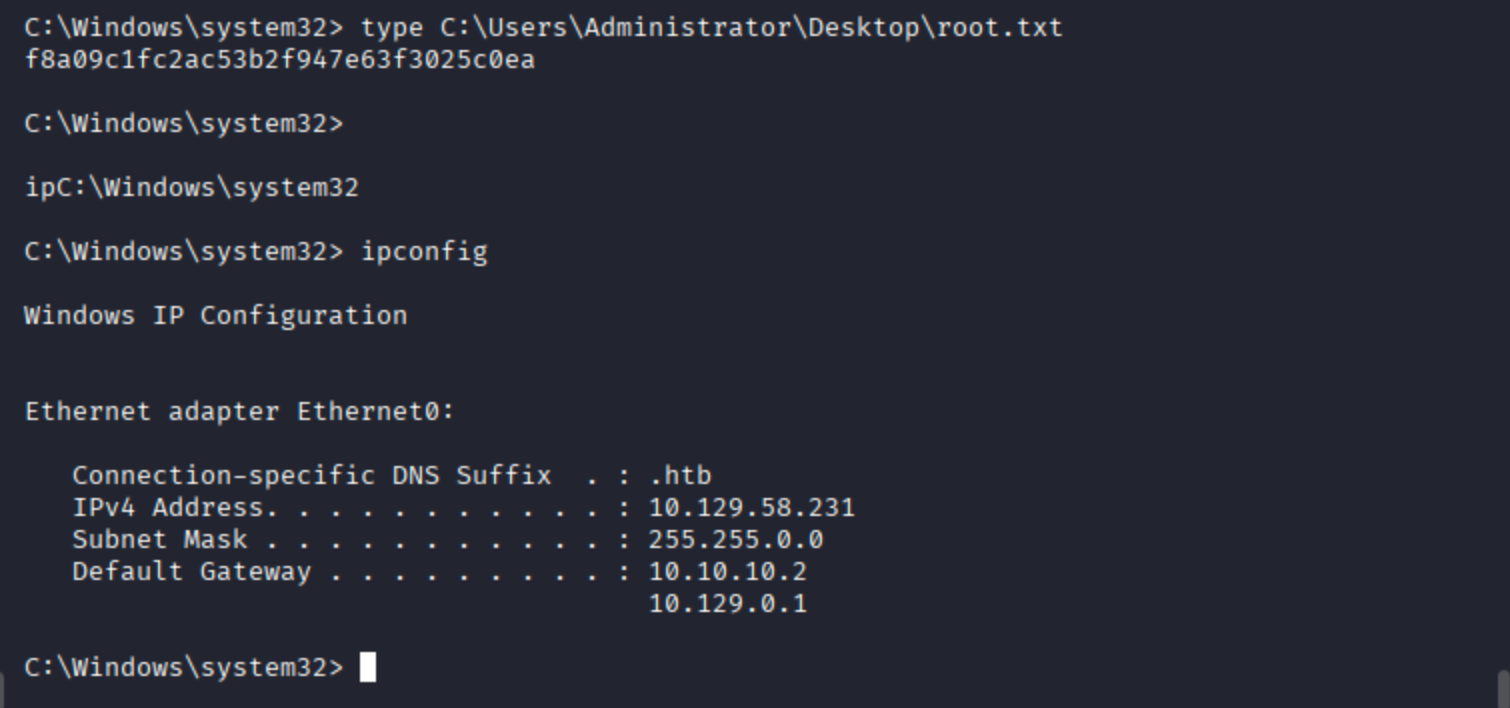 C:\Windows\system32> type C:\Users\Administrator\Desktop\root.txt
f8a09c1fc2ac53b2f947e63f3025c0ea
C:\Windows\system32>
ipC:\Windows\system32
C:\Windows\system32> ipconfig
Windows IP Configuration
Ethernet adapter Ethernet0:
Connection-specific DNS Suffix  . : .htb
IPv4 Address. . . . . . . . . . . : 10.129.58.231
Subnet Mask . . . . . . . . . . . : 255.255.0.0
Default Gateway . . . . . . . . . : 10.10.10.2
10.129.0.1
C:\Windows\system32>